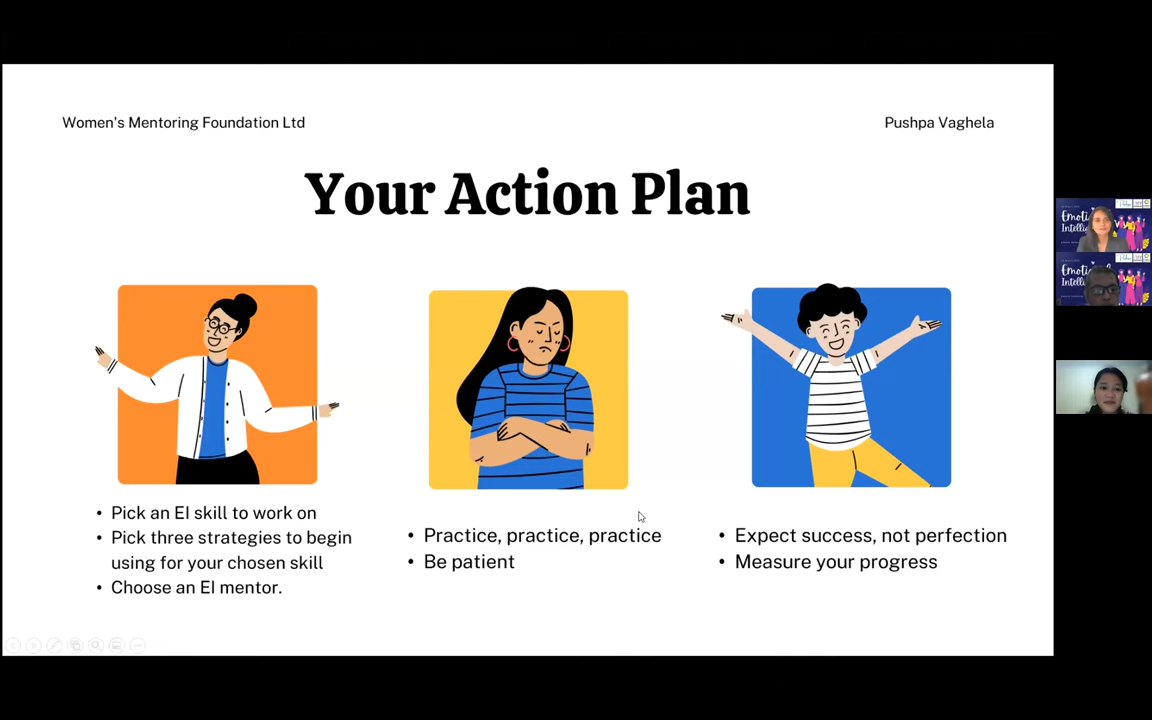 Women's Mentoring Foundation Ltd
Pushpa Vaghela
Your Action Plan
• Pick an EI skill to work on
• Pick three strategies to begin
using for your chosen skill
• Choose an EI mentor.
• Practice, practice, practice
• Be patient
• Expect success, not perfection
• Measure your progress